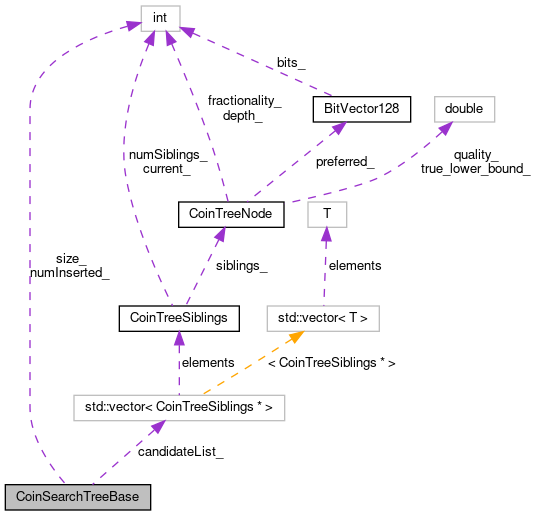 int
bits_
BitVector128
double
fractionality_
depth_
numSiblings_
current_
preferred_
quality_
true_lower_bound_
CoinTreeNode
T
size_
numInserted_
siblings_
elements
CoinTreeSiblings
std::vector< T >
elements
< CoinTreeSiblings * >
std::vector< CoinTreeSiblings * >
candidateList_
CoinSearchTreeBase